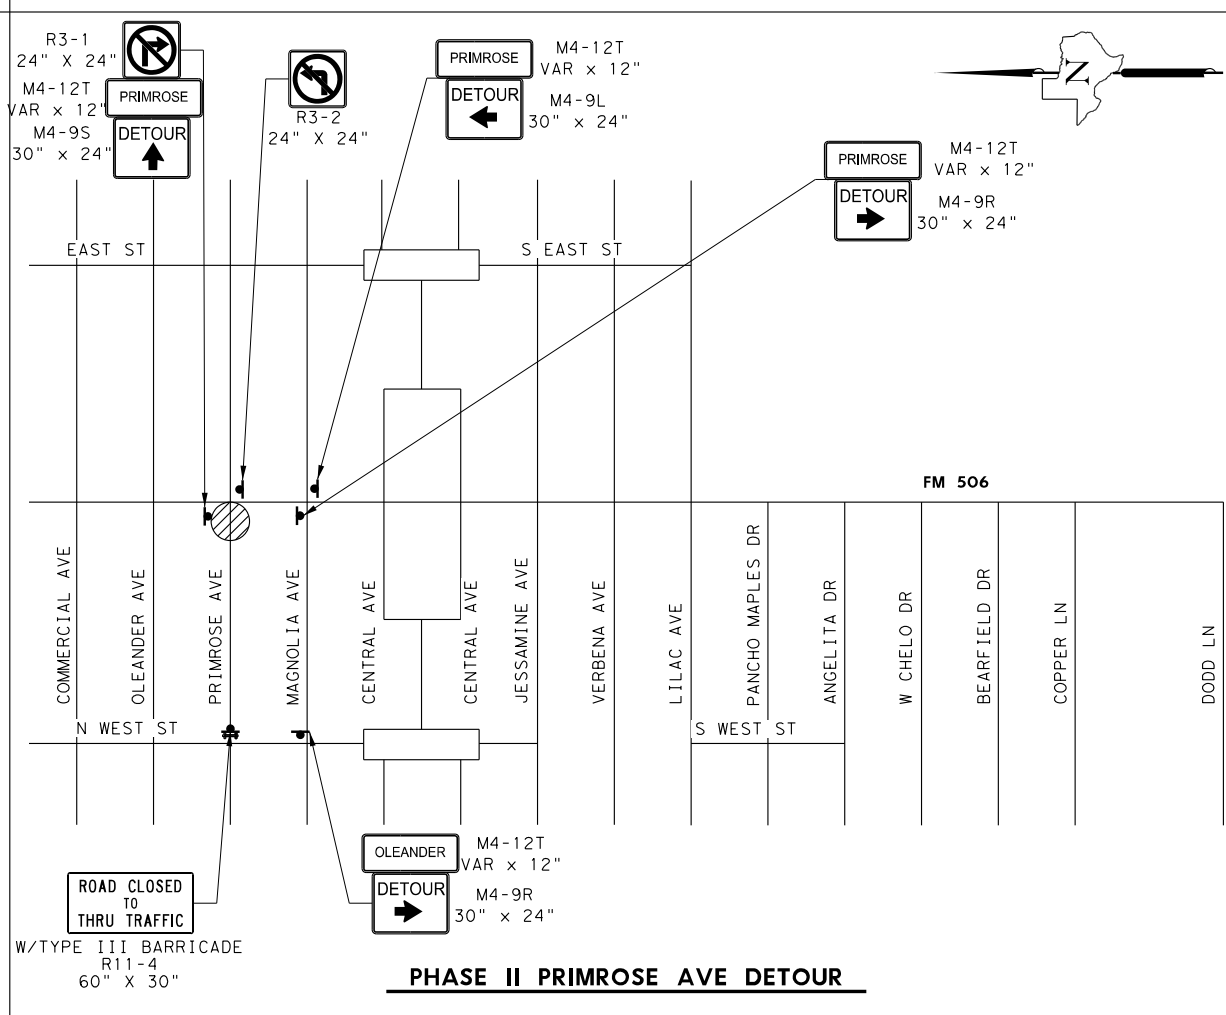 R3-1
24" X 24"
M4-12T
VAR x 12"
M4-9S
30" x 24"
PRIMROSE
DETOUR
R3-2
24" X 24"
PRIMROSE
DETOUR
M4-12T
VAR x 12"
M4-9L
30" x 24"
N
PRIMROSE
DETOUR
M4-12T
VAR x 12"
M4-9R
30" x 24"
EAST ST
S EAST ST
FM 506
COMMERCIAL AVE
OLEANDER AVE
PRIMROSE AVE
MAGNOLIA AVE
CENTRAL AVE
CENTRAL AVE
JESSAMINE AVE
VERBENA AVE
LILAC AVE
PANCHO MAPLES DR
ANGELITA DR
W CHELO DR
BEARFIELD DR
COPPER LN
DODD LN
N WEST ST
S WEST ST
ROAD CLOSED
TO
THRU TRAFFIC
W/TYPE III BARRICADE
R11-4
60" X 30"
OLEANDER
DETOUR
M4-12T
VAR x 12"
M4-9R
30" x 24"
PHASE II PRIMROSE AVE DETOUR